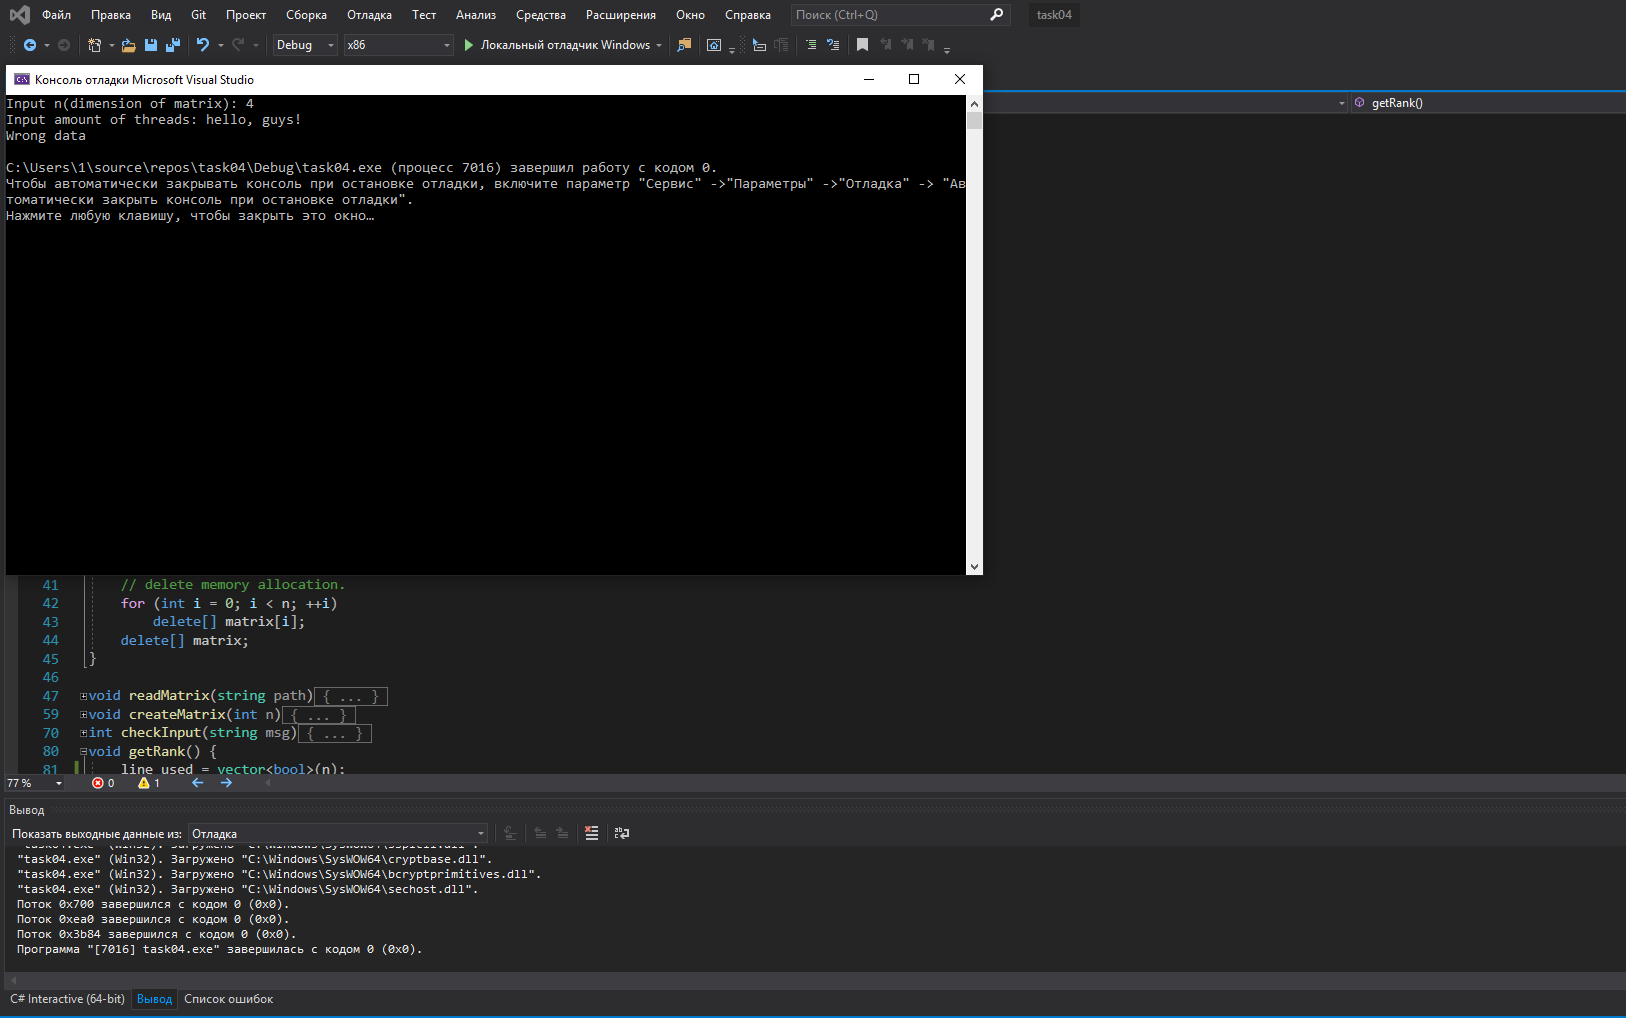 Файл Правка Вид Git Проект Сборка Отладка Тест Анализ Средства Расширения Окно Справка Поиск (Ctrl+Q) task04
Debug x86 Локальный отладчик Windows
Консоль отладки Microsoft Visual Studio
getRank()
Input n(dimension of matrix): 4
Input amount of threads: hello, guys!
Wrong data
C:\Users\1\source\repos\task04\Debug\task04.exe (процесс 7016) завершил работу с кодом 0.
Чтобы автоматически закрывать консоль при остановке отладки, включите параметр "Сервис" ->"Параметры" ->"Отладка" -> "Ав
томатически закрыть консоль при остановке отладки".
Нажмите любую клавишу, чтобы закрыть это окно…
41 // delete memory allocation.
42 for (int i = 0; i < n; ++i)
43 delete[] matrix[i];
44 delete[] matrix;
45 }
46
47 void readMatrix(string path){ ... }
59 void createMatrix(int n){ ... }
70 int checkInput(string msg){ ... }
80 void getRank() {
81 line_used = vector<bool>(n);
77 % 0 1
Вывод
Показать выходные данные из: Отладка
"task04.exe" (Win32). Загружено "C:\Windows\SysWOW64\sspicli.dll".
"task04.exe" (Win32). Загружено "C:\Windows\SysWOW64\cryptbase.dll".
"task04.exe" (Win32). Загружено "C:\Windows\SysWOW64\bcryptprimitives.dll".
"task04.exe" (Win32). Загружено "C:\Windows\SysWOW64\sechost.dll".
Поток 0x700 завершился с кодом 0 (0x0).
Поток 0xea0 завершился с кодом 0 (0x0).
Поток 0x3b84 завершился с кодом 0 (0x0).
Программа "[7016] task04.exe" завершилась с кодом 0 (0x0).
C# Interactive (64-bit) Вывод Список ошибок